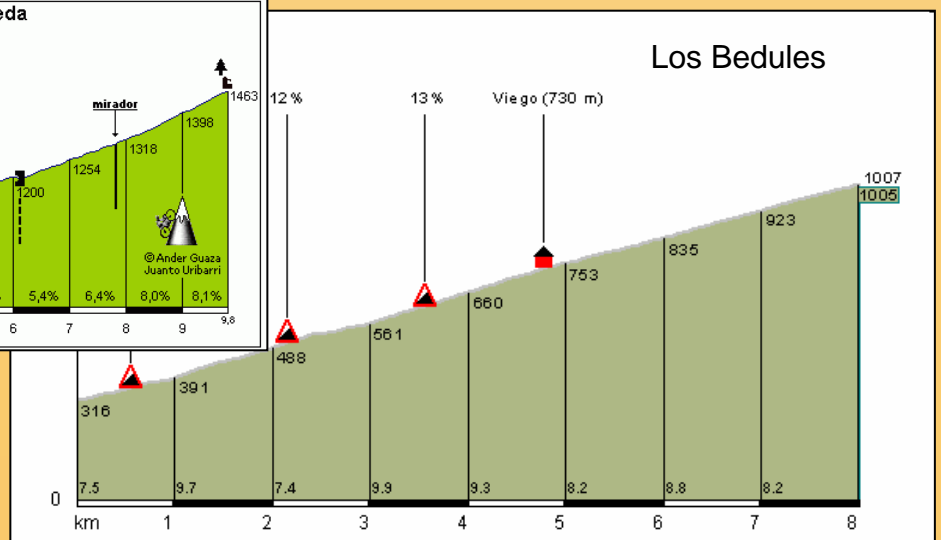 eda
1463
mirador
1398
1318
1254
1200
©Ander Guaza
Juanto Uribarri
% 5,4% 6,4% 8,0% 8,1%
6 7 8 9 9,8
Los Bedules
12 % 13 % Viego (730 m)
1007
1005
923
835
753
660
561
488
391
316
7.5 9.7 7.4 9.9 9.3 8.2 8.8 8.2
0
km 1 2 3 4 5 6 7 8